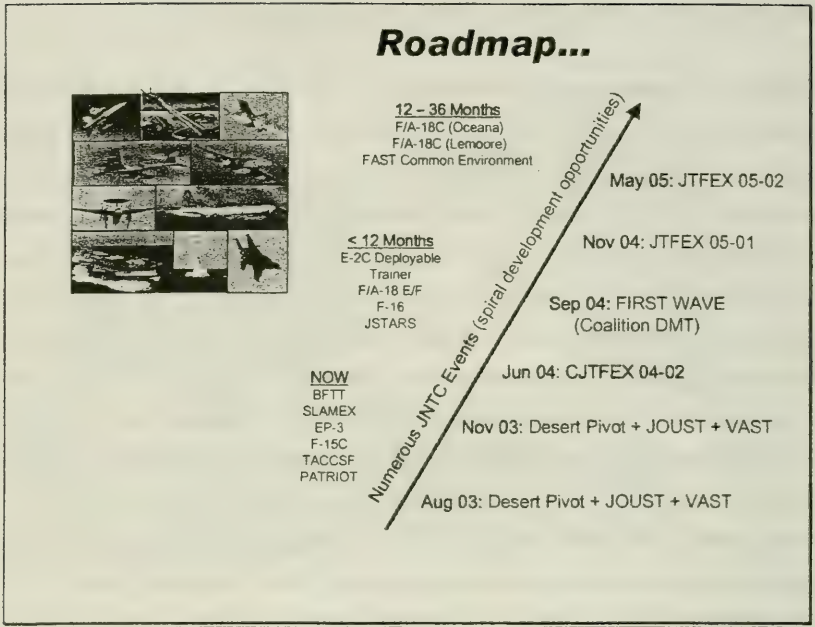 Roadmap...
12 – 36 Months
F/A-18C (Oceana)
F/A-18C (Lemoore)
FAST Common Environment
< 12 Months
E-2C Deployable
Trainer
F/A-18 E/F
F-16
JSTARS
NOW
BFTT
SLAMEX
EP-3
F-15C
TACCSF
PATRIOT
Numerous JNTC Events (spiral development opportunities)
May 05: JTFEX 05-02
Nov 04: JTFEX 05-01
Sep 04: FIRST WAVE
(Coalition DMT)
Jun 04: CJTFEX 04-02
Nov 03: Desert Pivot + JOUST + VAST
Aug 03: Desert Pivot + JOUST + VAST